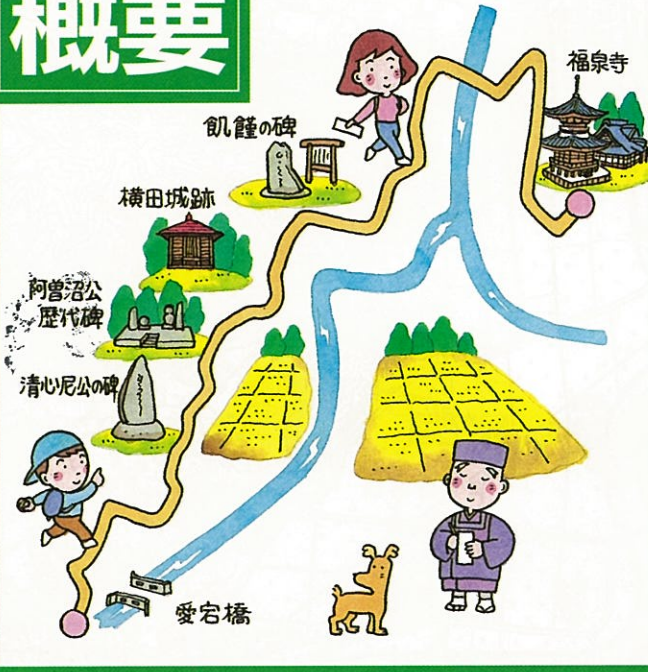 概要
福泉寺
飢饉の碑
横田城跡
阿曽沼公
歴代碑
清心尼公の碑
愛宕橋